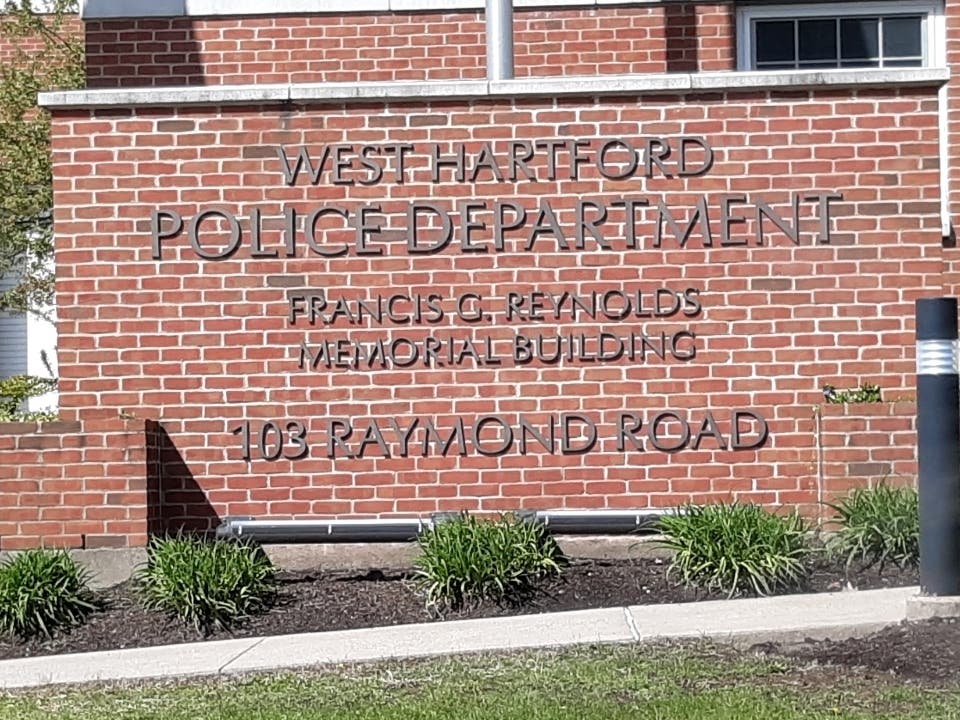 WEST HARTFORD
POLICE DEPARTMENT
FRANCIS G. REYNOLDS
MEMORIAL BUILDING
103 RAYMOND ROAD